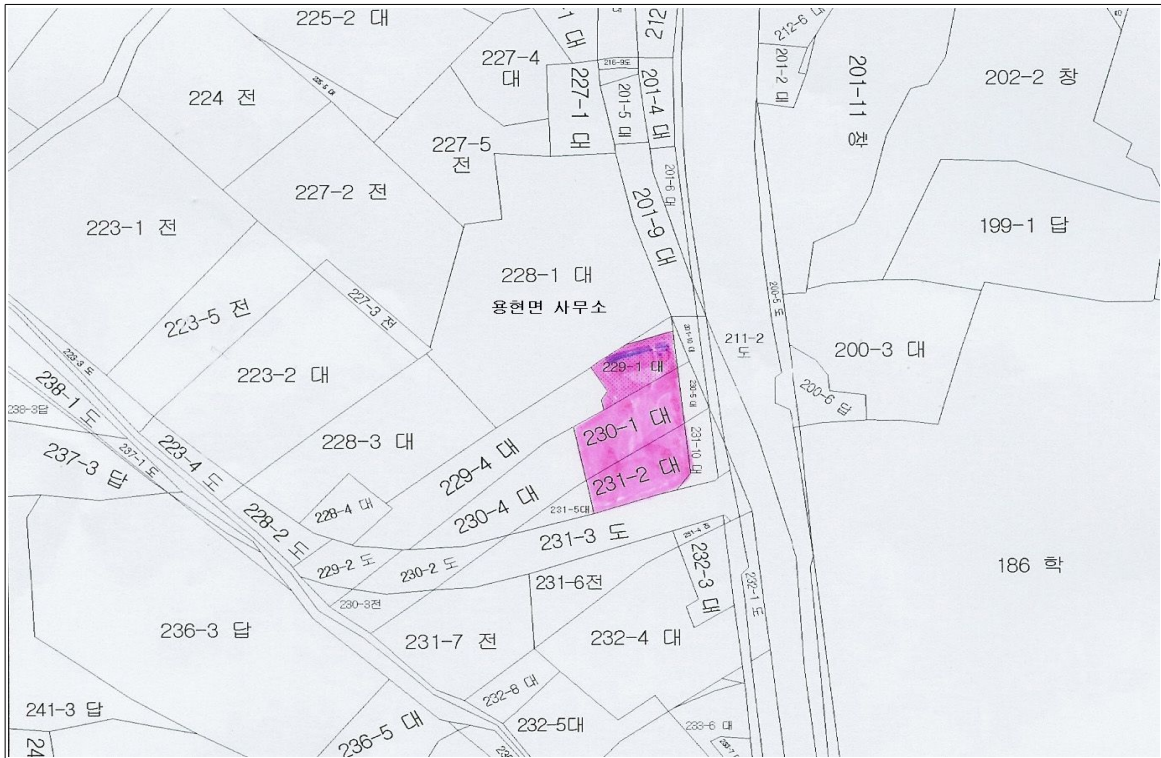 225-2 대
1 대
212
212-6 대
227-4
대
216-9도
201-2 대
201-11 창
202-2 창
224 전
227-1 대
201-5 대
201-4 대
227-5
전
227-2 전
201-6 대
201-9 대
223-1 전
199-1 답
228-1 대
용현면 사무소
227-3 전
200-5 도
223-5 전
211-2
도
200-3 대
223-2 대
229-1 대
200-6 답
230-5 대
238-1 도
238-3답
228-3 대
230-1 대
231-10 대
237-3 답
237-1 도
223-4 도
229-4 대
231-2 대
228-4 대
230-4 대
231-5대
228-2 도
231-3 도
229-2 도
230-2 도
232-3 대
186 학
231-6전
232-1 도
230-3전
236-3 답
231-7 전
232-4 대
232-8 대
241-3 답
236-5 대
232-5대
233-6 대
24